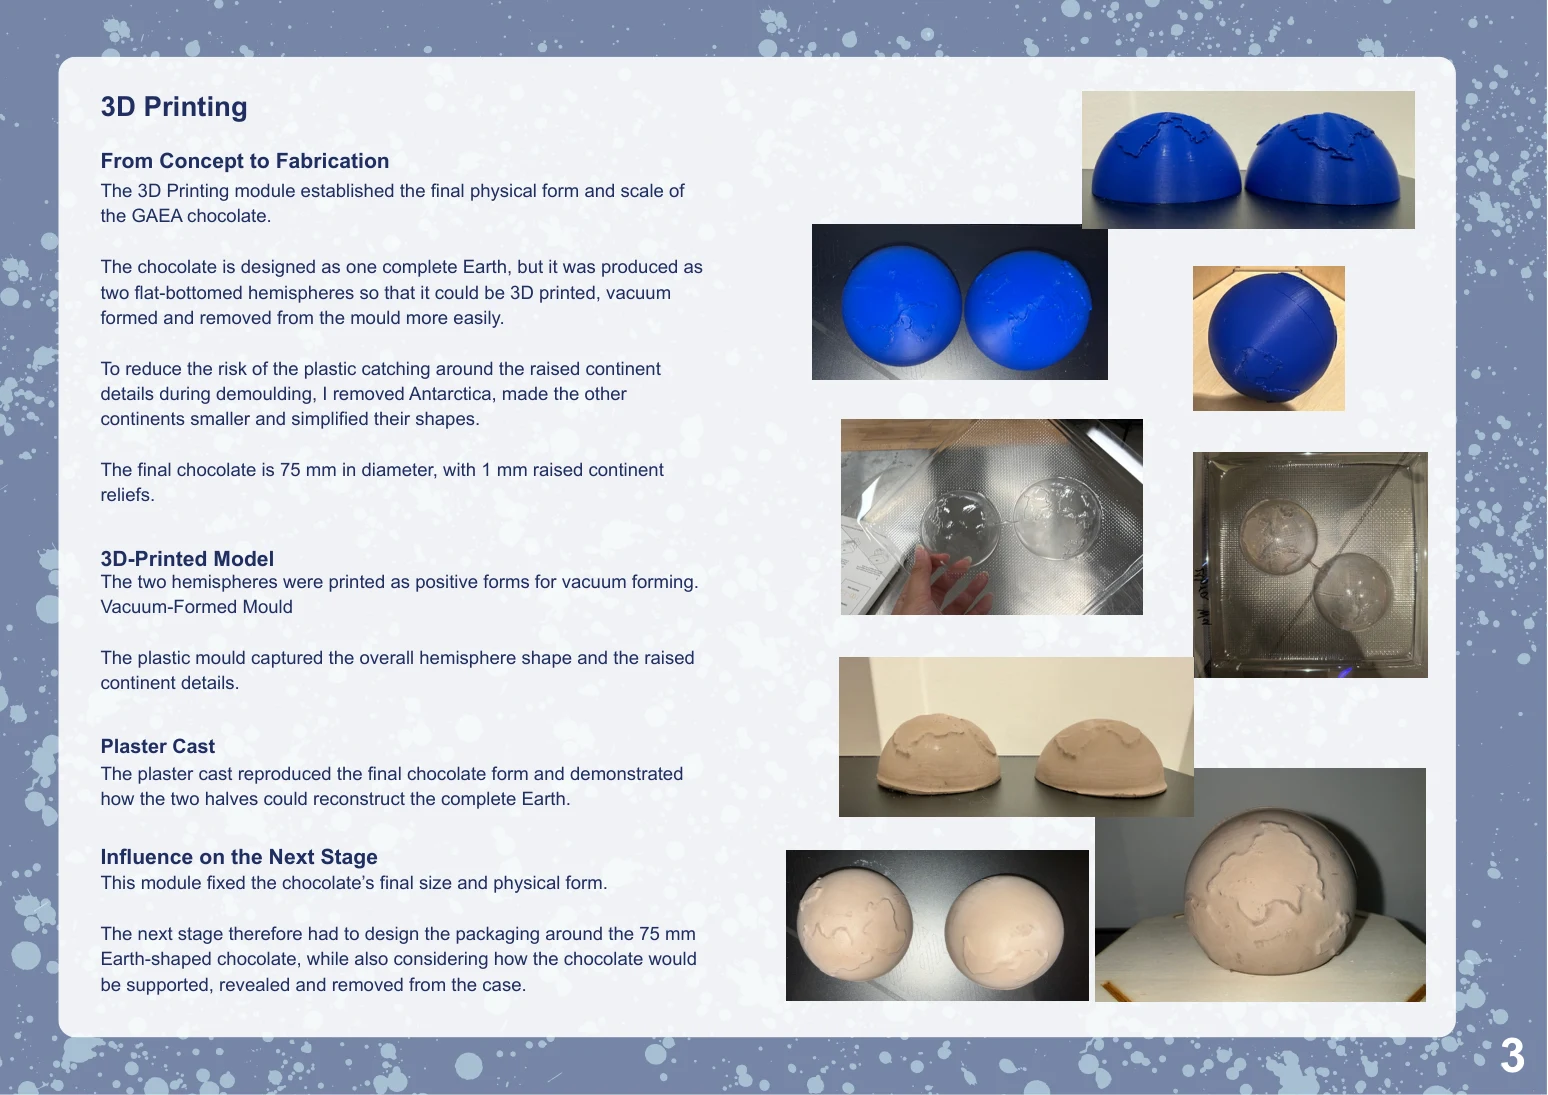 3D Printing
From Concept to Fabrication
The 3D Printing module established the final physical form and scale of
the GAEA chocolate.
The chocolate is designed as one complete Earth, but it was produced as
two flat-bottomed hemispheres so that it could be 3D printed, vacuum
formed and removed from the mould more easily.
To reduce the risk of the plastic catching around the raised continent
details during demoulding, I removed Antarctica, made the other
continents smaller and simplified their shapes.
The final chocolate is 75 mm in diameter, with 1 mm raised continent
reliefs.
3D-Printed Model
The two hemispheres were printed as positive forms for vacuum forming.
Vacuum-Formed Mould
The plastic mould captured the overall hemisphere shape and the raised
continent details.
Plaster Cast
The plaster cast reproduced the final chocolate form and demonstrated
how the two halves could reconstruct the complete Earth.
Influence on the Next Stage
This module fixed the chocolate’s final size and physical form.
The next stage therefore had to design the packaging around the 75 mm
Earth-shaped chocolate, while also considering how the chocolate would
be supported, revealed and removed from the case.
3